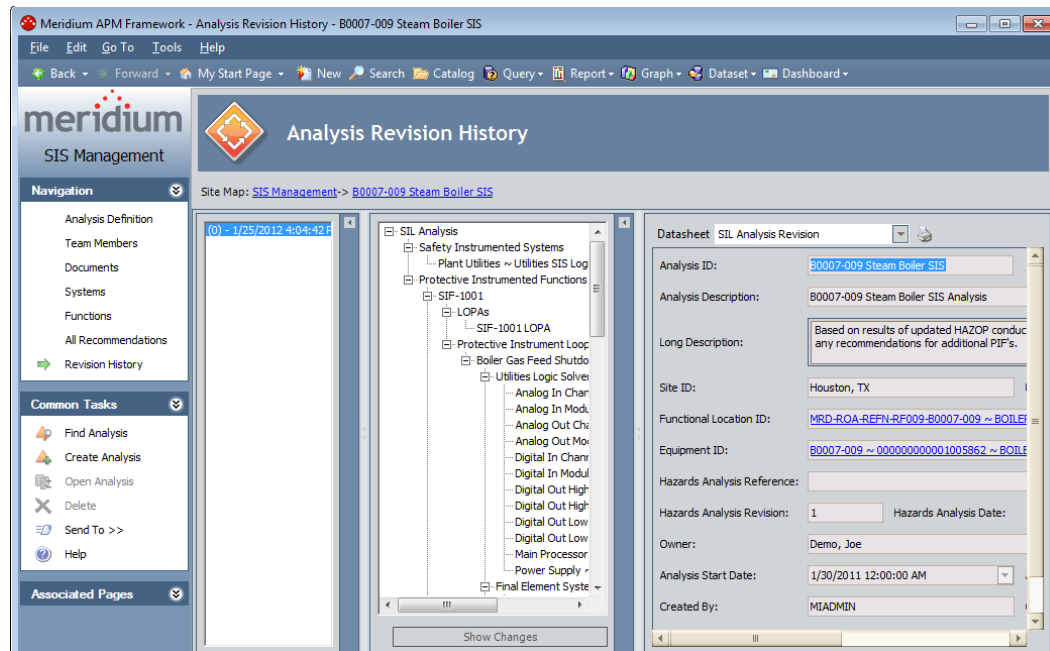 Meridium APM Framework - Analysis Revision History - B0007-009 Steam Boiler SIS
File Edit Go To Tools Help
Back Forward My Start Page New Search Catalog Query Report Graph Dataset Dashboard
meridium
SIS Management
Analysis Revision History
Navigation
Analysis Definition
Team Members
Documents
Systems
Functions
All Recommendations
Revision History
Common Tasks
Find Analysis
Create Analysis
Open Analysis
Delete
Send To >>
Help
Associated Pages
Site Map: SIS Management-> B0007-009 Steam Boiler SIS
(0) - 1/25/2012 4:04:42 P
SIL Analysis
Safety Instrumented Systems
Plant Utilities ~ Utilities SIS Log
Protective Instrumented Functions
SIF-1001
LOPAs
SIF-1001 LOPA
Protective Instrument Loop
Boiler Gas Feed Shutdo
Utilities Logic Solver
Analog In Chan
Analog In Modu
Analog Out Cha
Analog Out Mo
Digital In Chann
Digital In Modul
Digital Out High
Digital Out High
Digital Out Low
Digital Out Low
Main Processor
Power Supply ~
Final Element Syste
Show Changes
Datasheet SIL Analysis Revision
Analysis ID: B0007-009 Steam Boiler SIS
Analysis Description: B0007-009 Steam Boiler SIS Analysis
Long Description: Based on results of updated HAZOP conduc
any recommendations for additional PIF's.
Site ID: Houston, TX
Functional Location ID: MRD-ROA-REFN-RF009-B0007-009 ~ BOILER
Equipment ID: B0007-009 ~ 000000000001005862 ~ BOILE
Hazards Analysis Reference:
Hazards Analysis Revision: 1 Hazards Analysis Date:
Owner: Demo, Joe
Analysis Start Date: 1/30/2011 12:00:00 AM
Created By: MIADMIN